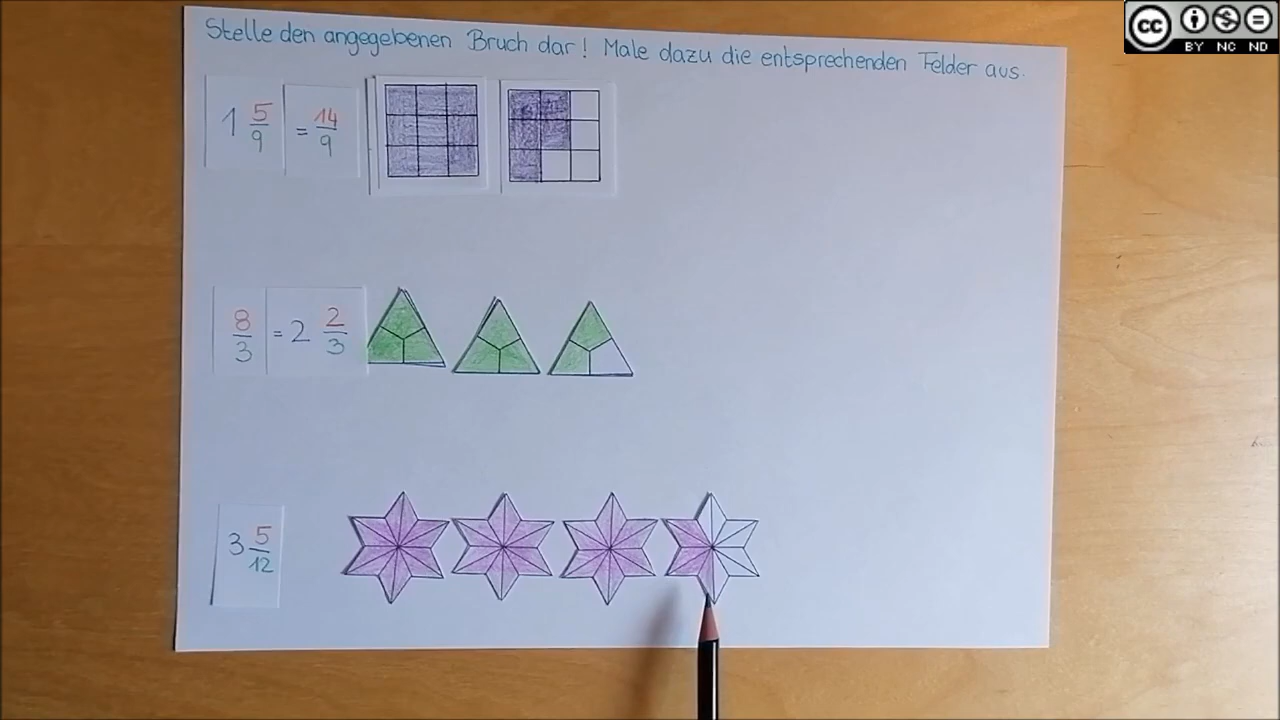 Stelle den angegebenen Bruch dar! Male dazu die entsprechenden Felder aus.
1 5/9 = 14/9
8/3 = 2 2/3
3 5/12
cc
BY NC ND